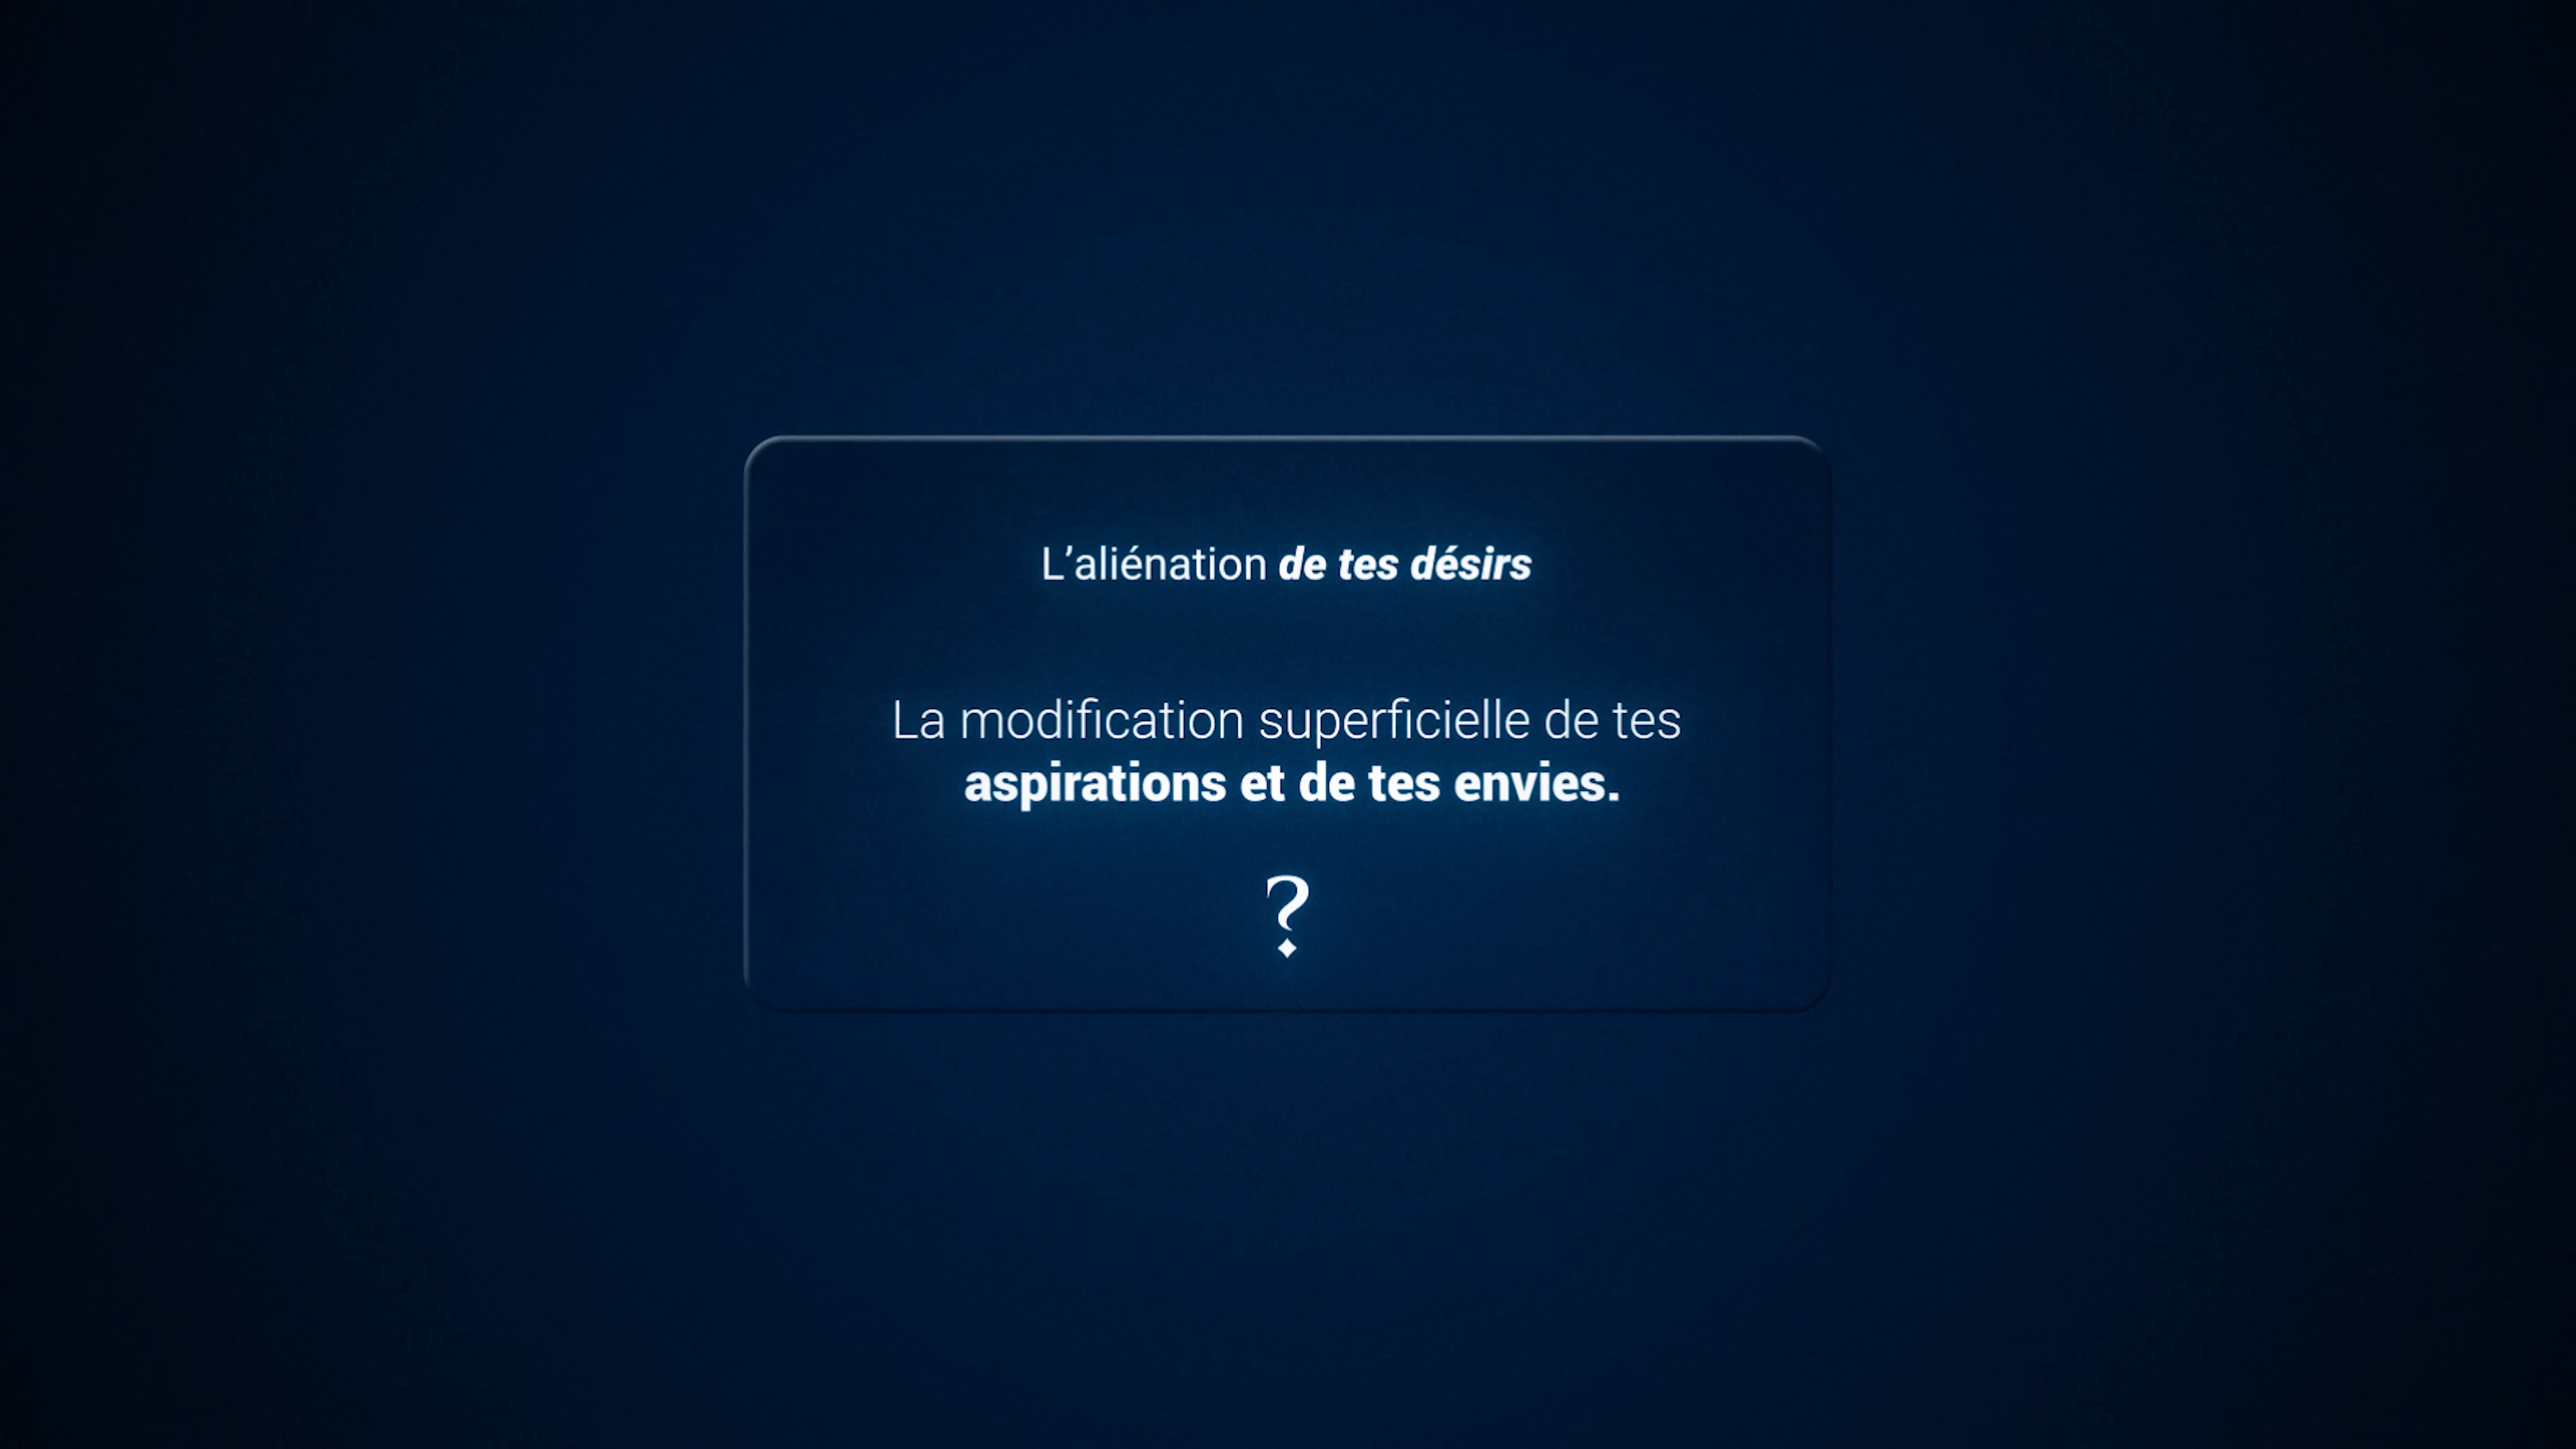 L’aliénation de tes désirs
La modification superficielle de tes
aspirations et de tes envies.
?